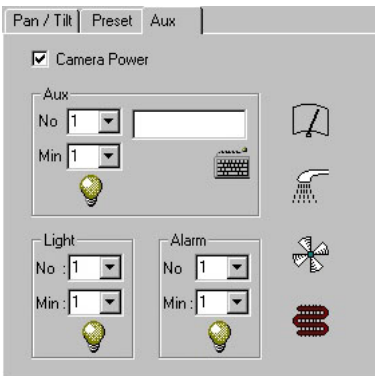 Pan / Tilt Preset Aux
Camera Power
Aux
No 1
Min 1
Light Alarm
No : 1 No 1
Min : 1 Min : 1